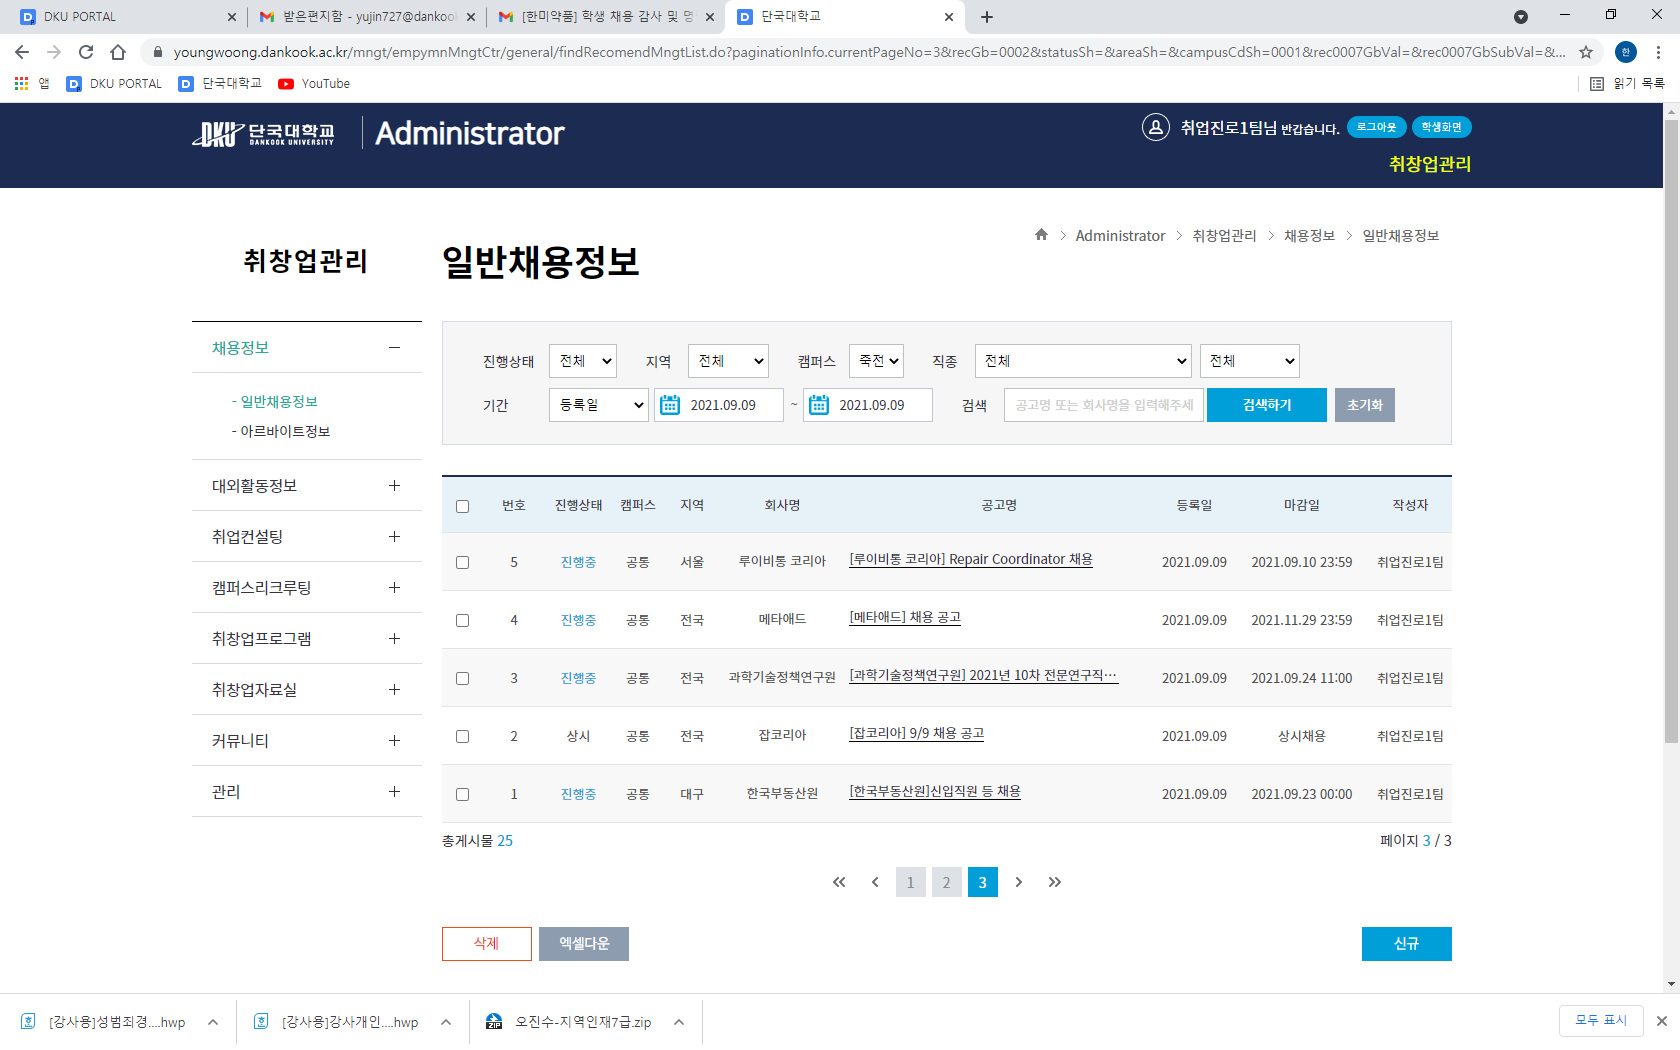 DKU PORTAL
받은편지함 - yujin727@dankook
[한미약품] 학생 채용 감사 및 명
단국대학교
youngwoong.dankook.ac.kr/mngt/empymnMngtCtr/general/findRecomendMngtList.do?paginationInfo.currentPageNo=3&recGb=0002&statusSh=&areaSh=&campusCdSh=0001&rec0007GbVal=&rec0007GbSubVal=&...
한
앱 DKU PORTAL 단국대학교 YouTube 읽기 목록
DKU 단국대학교 DANKOOK UNIVERSITY Administrator
취업진로1팀님 반갑습니다. 로그아웃 학생화면
취창업관리
Administrator 취창업관리 채용정보 일반채용정보
취창업관리
일반채용정보
채용정보
- 일반채용정보
- 아르바이트정보
대외활동정보
취업컨설팅
캠퍼스리크루팅
취창업프로그램
취창업자료실
커뮤니티
관리
진행상태 전체 지역 전체 캠퍼스 죽전 직종 전체 전체
기간 등록일 2021.09.09 ~ 2021.09.09 검색 공고명 또는 회사명을 입력해주세 검색하기 초기화
번호 진행상태 캠퍼스 지역 회사명 공고명 등록일 마감일 작성자
5 진행중 공통 서울 루이비통 코리아 [루이비통 코리아] Repair Coordinator 채용 2021.09.09 2021.09.10 23:59 취업진로1팀
4 진행중 공통 전국 메타애드 [메타애드] 채용 공고 2021.09.09 2021.11.29 23:59 취업진로1팀
3 진행중 공통 전국 과학기술정책연구원 [과학기술정책연구원] 2021년 10차 전문연구직… 2021.09.09 2021.09.24 11:00 취업진로1팀
2 상시 공통 전국 잡코리아 [잡코리아] 9/9 채용 공고 2021.09.09 상시채용 취업진로1팀
1 진행중 공통 대구 한국부동산원 [한국부동산원]신입직원 등 채용 2021.09.09 2021.09.23 00:00 취업진로1팀
총게시물 25
페이지 3 / 3
1 2 3
삭제 엑셀다운 신규
[강사용]성범죄경....hwp
[강사용]강사개인....hwp
오진수-지역인재7급.zip
모두 표시